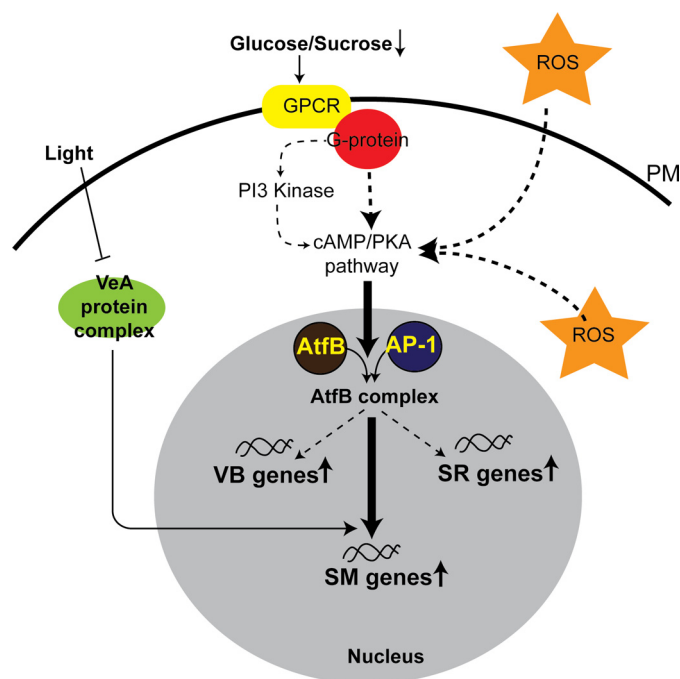 Glucose/Sucrose
ROS
GPCR
G-protein
Light
PM
PI3 Kinase
cAMP/PKA
pathway
VeA
protein
complex
ROS
AtfB
AP-1
AtfB complex
VB genes
SR genes
SM genes
Nucleus